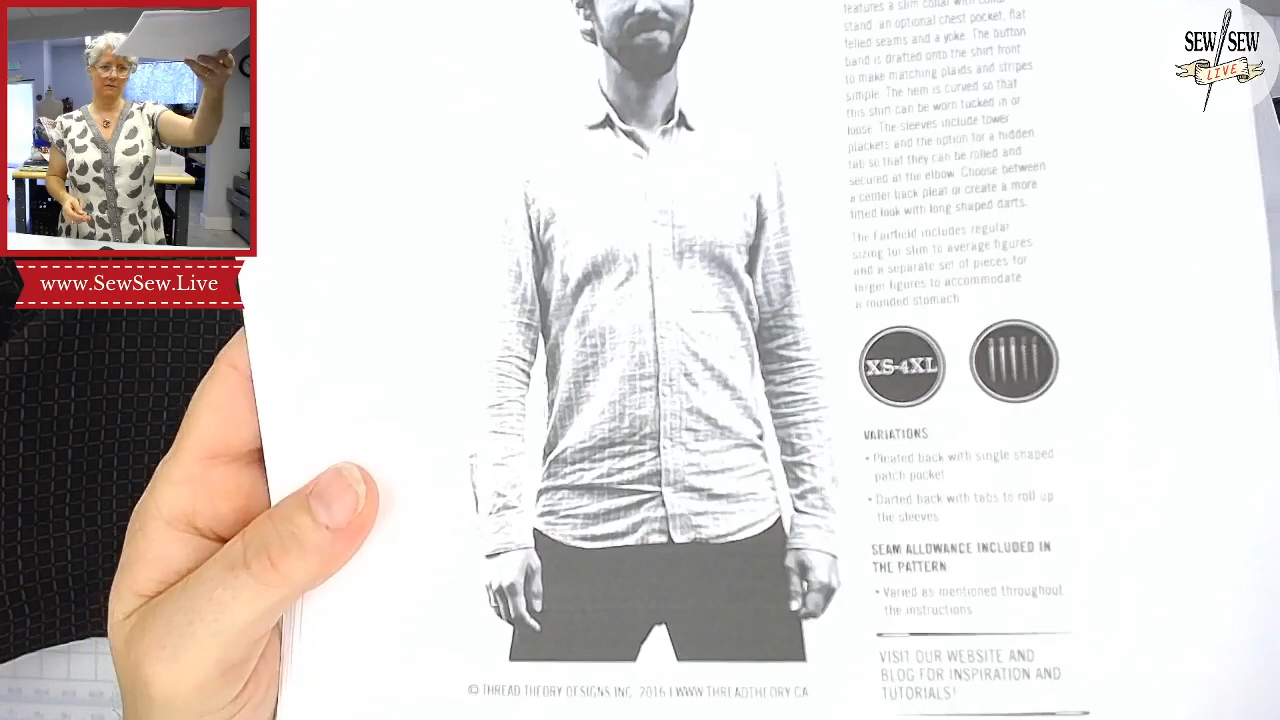 features a slim collar with collar
stand, an optional chest pocket, flat
felled seams and a yoke. The button
band is drafted onto the shirt front
to make matching plaids and stripes
simple. The hem is curved so that
this shirt can be worn tucked in or
loose. The sleeves include tower
plackets and the option for a hidden
tab so that they can be rolled and
secured at the elbow. Choose between
a center back pleat or create a more
fitted look with long shaped darts.
The Fairfield includes regular
sizing for slim to average figures
and a separate set of pieces for
larger figures to accommodate
a rounded stomach.
XS-4XL
VARIATIONS
• Pleated back with single shaped
patch pocket
• Darted back with tabs to roll up
the sleeves
SEAM ALLOWANCE INCLUDED IN
THE PATTERN
• Varied as mentioned throughout
the instructions
VISIT OUR WEBSITE AND
BLOG FOR INSPIRATION AND
TUTORIALS!
© THREAD THEORY DESIGNS INC. 2016 | WWW.THREADTHEORY.CA
www.SewSew.Live
SEW SEW
LIVE